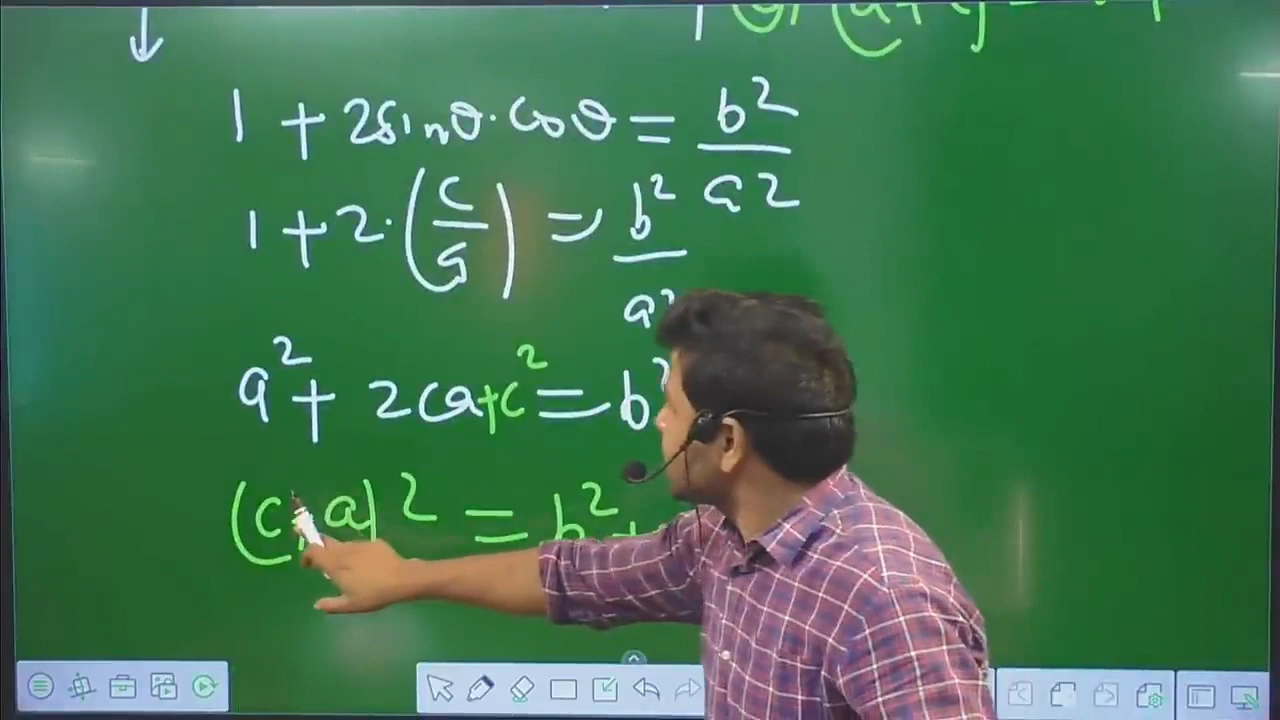 1 + 2sinθ·cosθ = b²/a2
1 + 2·(c/a) = b²/a²
a² + 2ca + c² = b²
(c+a)² = b² +